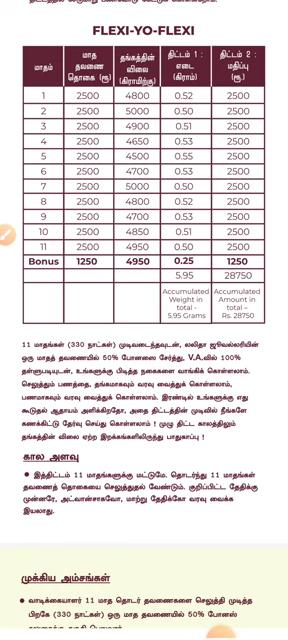 FLEXI-YO-FLEXI
மாதம் மாத தவணை தொகை (ரூ) தங்கத்தின் விலை (கிராமிற்கு) திட்டம் 1 : எடை (கிராம்) திட்டம் 2 : மதிப்பு (ரூ.)
1 2500 4800 0.52 2500
2 2500 5000 0.50 2500
3 2500 4900 0.51 2500
4 2500 4650 0.53 2500
5 2500 4500 0.55 2500
6 2500 4700 0.53 2500
7 2500 5000 0.50 2500
8 2500 4800 0.52 2500
9 2500 4700 0.53 2500
10 2500 4850 0.51 2500
11 2500 4950 0.50 2500
Bonus 1250 4950 0.25 1250
5.95 28750
Accumulated Weight in total - 5.95 Grams Accumulated Amount in total – Rs. 28750
11 மாதங்கள் (330 நாட்கள்) முடிவடைந்தவுடன், லலிதா ஜுவல்லரியின்
ஒரு மாதத் தவணையில் 50% போனஸை சேர்த்து, V.A.வில் 100%
தள்ளுபடியுடன், உங்களுக்கு பிடித்த நகைகளை வாங்கிக் கொள்ளலாம்.
செலுத்தும் பணத்தை, தங்கமாகவும் வரவு வைத்துக் கொள்ளலாம்,
பணமாகவும் வரவு வைத்துக் கொள்ளலாம். இரண்டில் உங்களுக்கு எது
கூடுதல் ஆதாயம் அளிக்கிறதோ, அதை திட்டத்தின் முடிவில் நீங்களே
கணக்கிட்டு தேர்வு செய்து கொள்ளலாம் ! முழு திட்ட காலத்திலும்
தங்கத்தின் விலை ஏற்ற இறக்கங்களிலிருந்து பாதுகாப்பு !
கால அளவு
● இத்திட்டம் 11 மாதங்களுக்கு மட்டுமே. தொடர்ந்து 11 மாதங்கள்
தவணைத் தொகையை செலுத்துதல் வேண்டும். குறிப்பிட்ட தேதிக்கு
முன்னரே, அட்வான்சாகவோ, மாற்று தேதிக்கோ வரவு வைக்க
இயலாது.
முக்கிய அம்சங்கள்
● வாடிக்கையாளர் 11 மாத தொடர் தவணைகளை செலுத்தி முடித்த
பிறகே (330 நாட்கள்) ஒரு மாத தவணையில் 50% போனஸ்